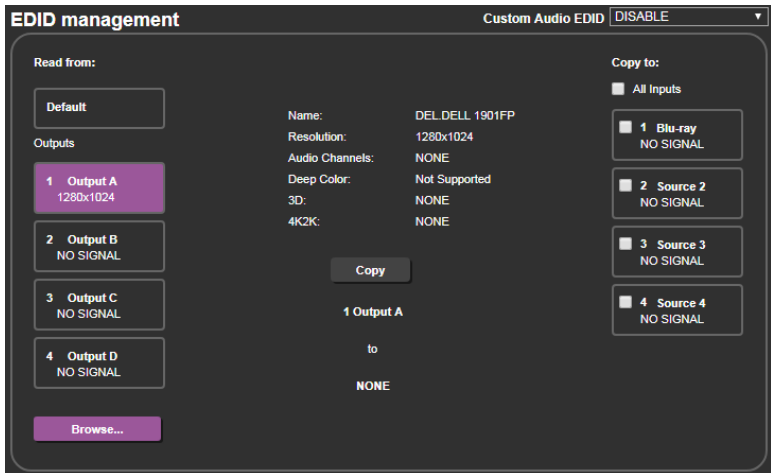 EDID management
Custom Audio EDID DISABLE
Read from:
Default
Outputs
1 Output A
1280x1024
2 Output B
NO SIGNAL
3 Output C
NO SIGNAL
4 Output D
NO SIGNAL
Browse...
Name: DEL.DELL 1901FP
Resolution: 1280x1024
Audio Channels: NONE
Deep Color: Not Supported
3D: NONE
4K2K: NONE
Copy
1 Output A
to
NONE
Copy to:
All Inputs
1 Blu-ray
NO SIGNAL
2 Source 2
NO SIGNAL
3 Source 3
NO SIGNAL
4 Source 4
NO SIGNAL